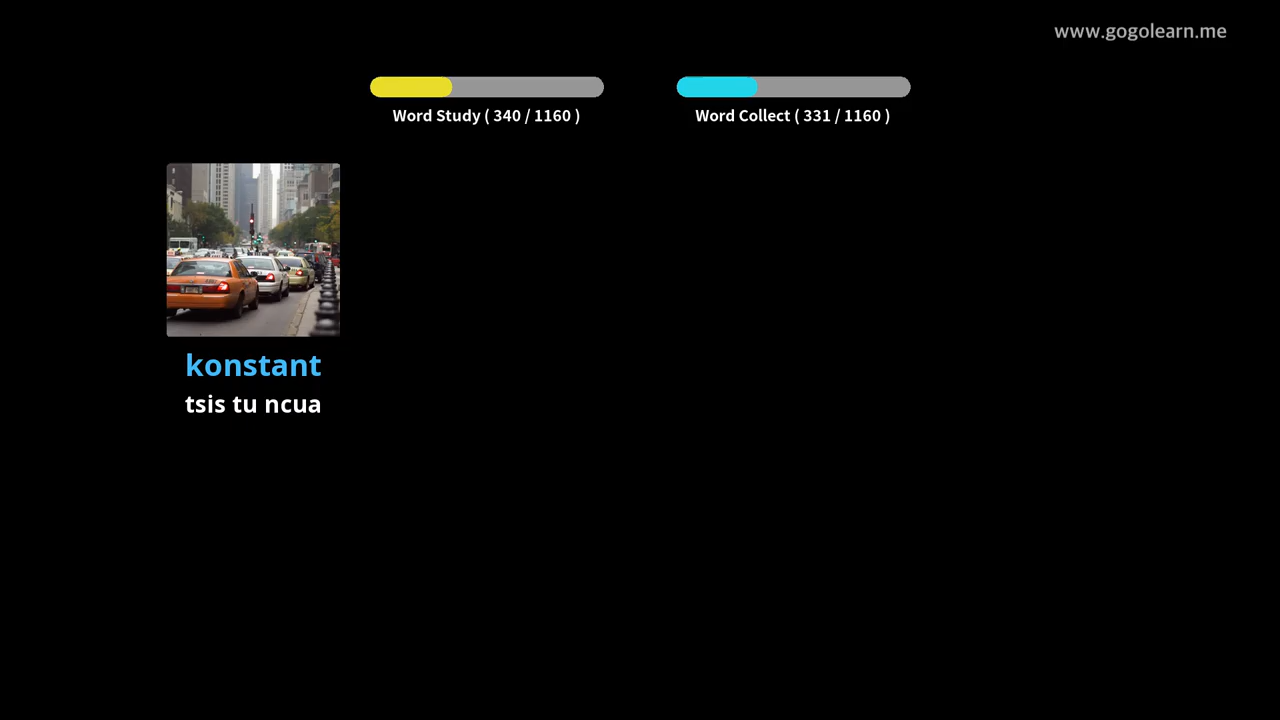 www.gogolearn.me
Word Study ( 340 / 1160 )
Word Collect ( 331 / 1160 )
konstant
tsis tu ncua